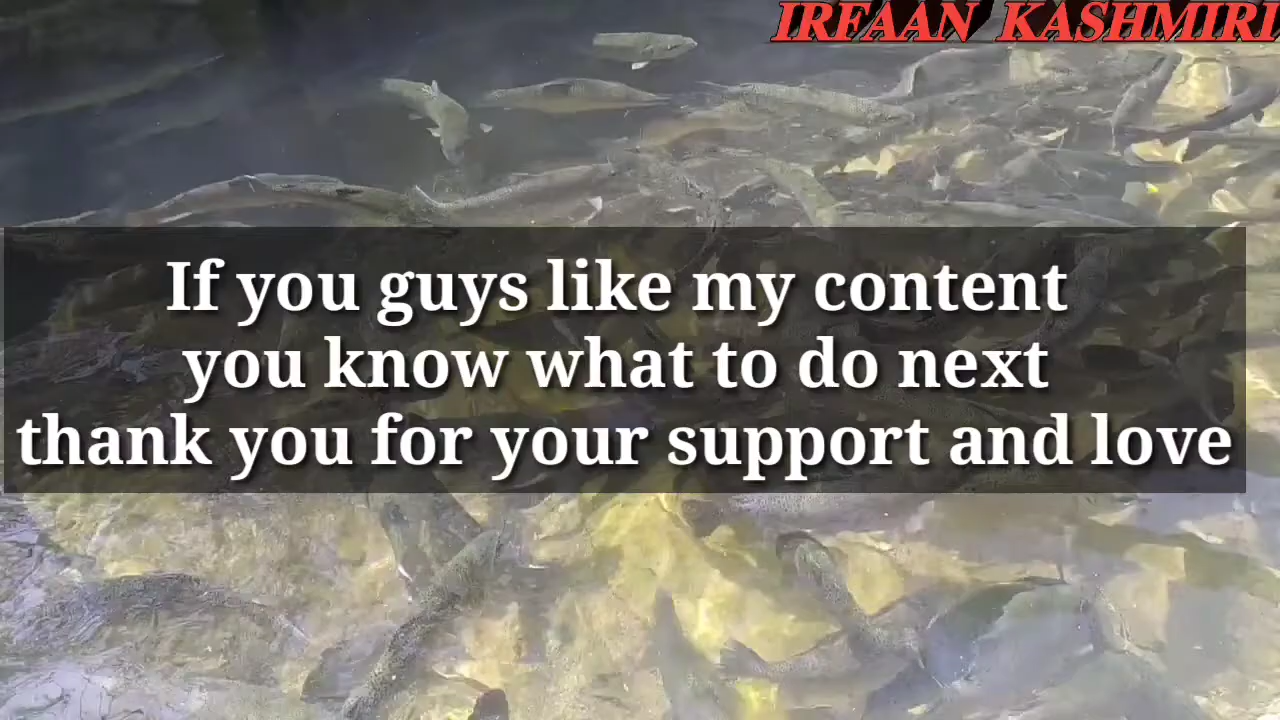 IRFAAN KASHMIRI
If you guys like my content
you know what to do next
thank you for your support and love